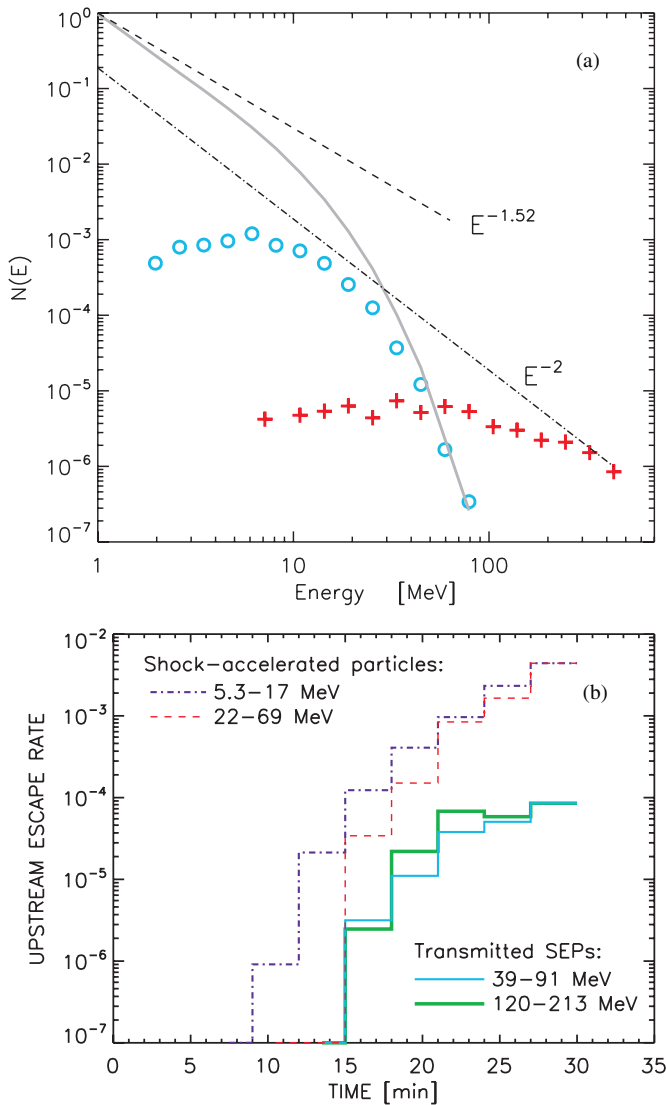 (a)
N(E)
10^0
10^-1
10^-2
10^-3
10^-4
10^-5
10^-6
10^-7
E^-1.52
E^-2
1 10 100
Energy [MeV]
(b)
UPSTREAM ESCAPE RATE
10^-2
10^-3
10^-4
10^-5
10^-6
10^-7
Shock-accelerated particles:
5.3-17 MeV
22-69 MeV
Transmitted SEPs:
39-91 MeV
120-213 MeV
0 5 10 15 20 25 30 35
TIME [min]